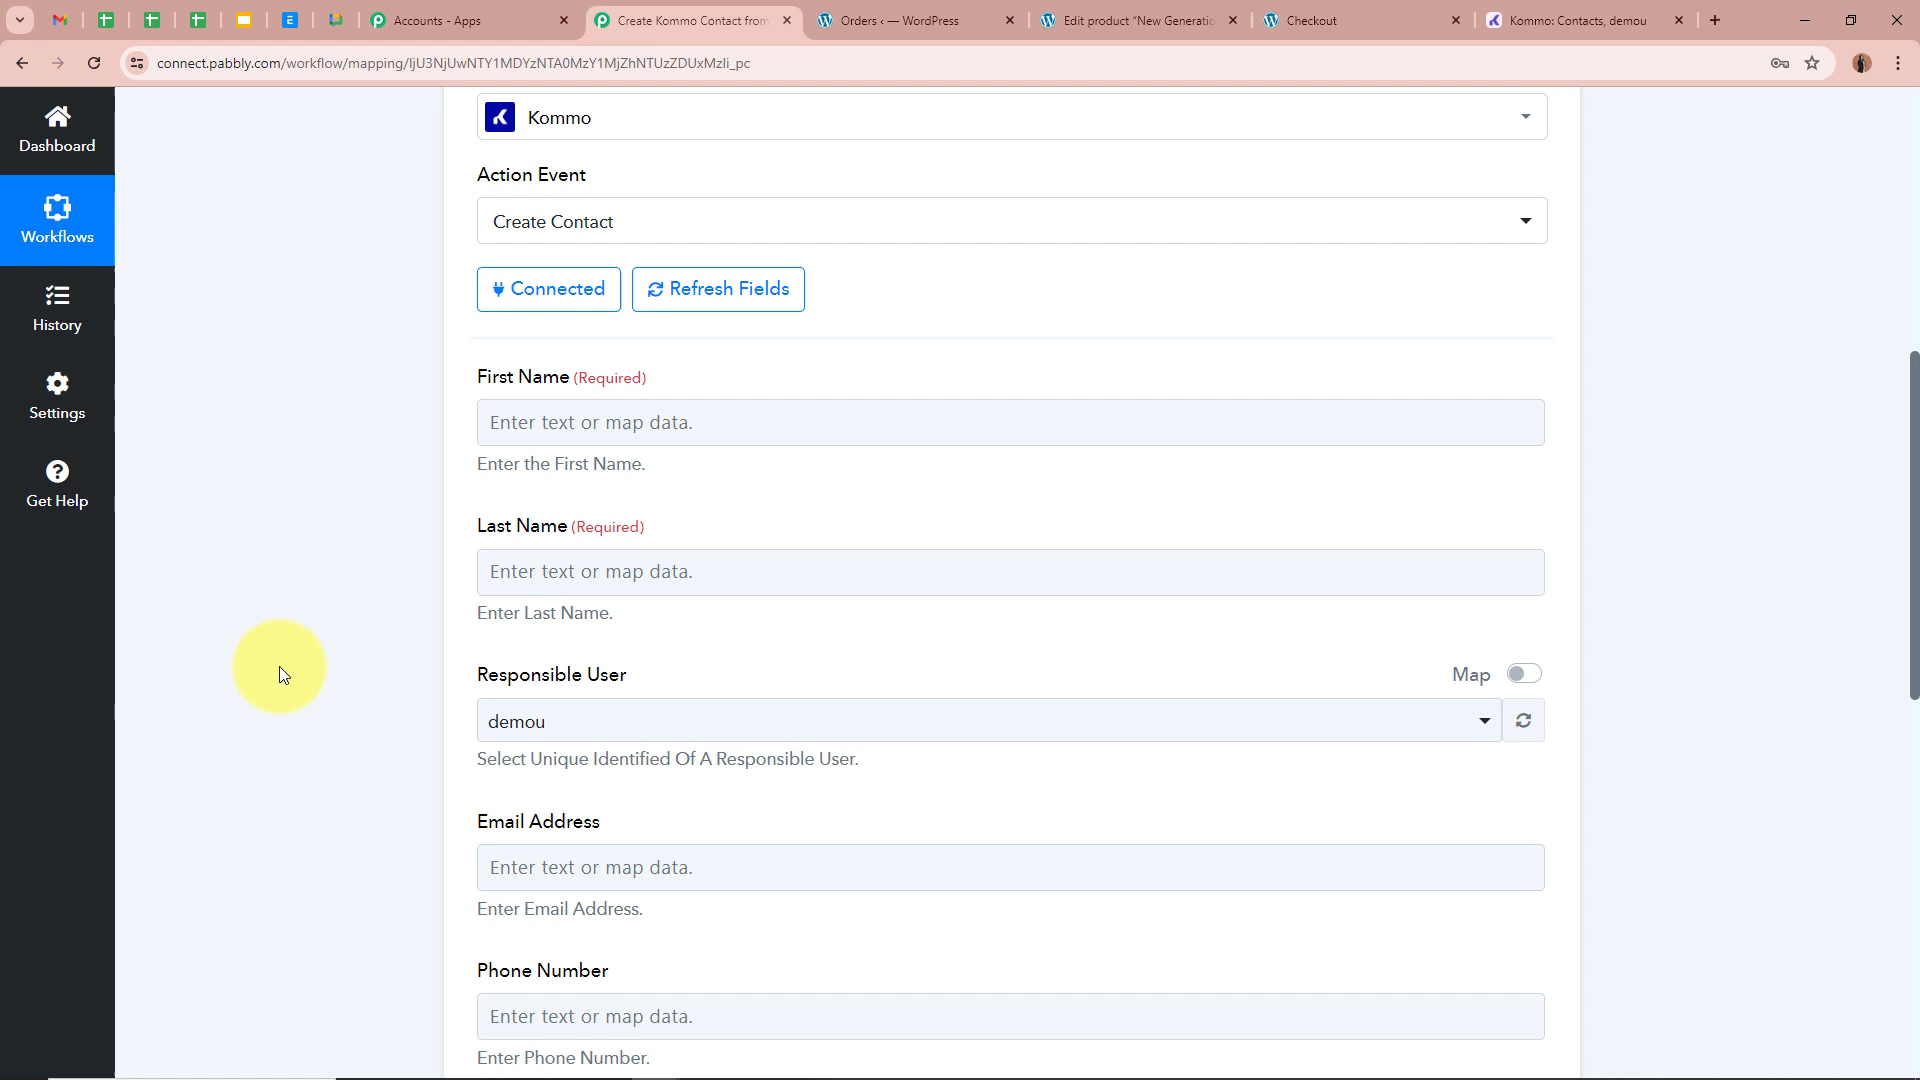 Accounts - Apps
Create Kommo Contact from
Orders ‹ — WordPress
Edit product “New Generatio
Checkout
Kommo: Contacts, demou
connect.pabbly.com/workflow/mapping/IjU3NjUwNTY1MDYzNTA0MzY1MjZhNTUzZDUxMzIi_pc
Dashboard
Workflows
History
Settings
Get Help
Kommo
Action Event
Create Contact
Connected
Refresh Fields
First Name (Required)
Enter text or map data.
Enter the First Name.
Last Name (Required)
Enter text or map data.
Enter Last Name.
Responsible User
Map
demou
Select Unique Identified Of A Responsible User.
Email Address
Enter text or map data.
Enter Email Address.
Phone Number
Enter text or map data.
Enter Phone Number.